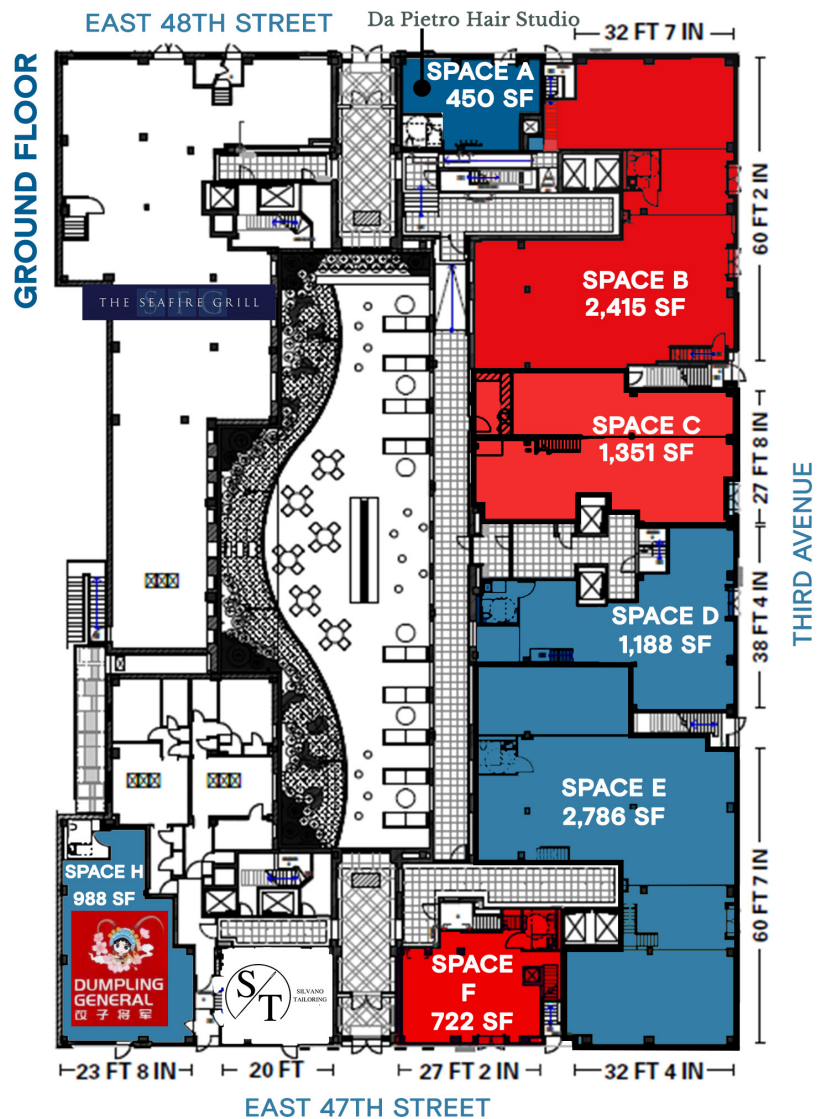 EAST 48TH STREET
Da Pietro Hair Studio
32 FT 7 IN
GROUND FLOOR
SPACE A
450 SF
60 FT 2 IN
SPACE B
2,415 SF
THE SEAFIRE GRILL
SFG
SPACE C
1,351 SF
27 FT 8 IN
THIRD AVENUE
SPACE D
1,188 SF
38 FT 4 IN
SPACE E
2,786 SF
60 FT 7 IN
SPACE H
988 SF
DUMPLING
GENERAL
饺子将军
S/T
SILVANO
TAILORING
SPACE
F
722 SF
23 FT 8 IN
20 FT
27 FT 2 IN
32 FT 4 IN
EAST 47TH STREET